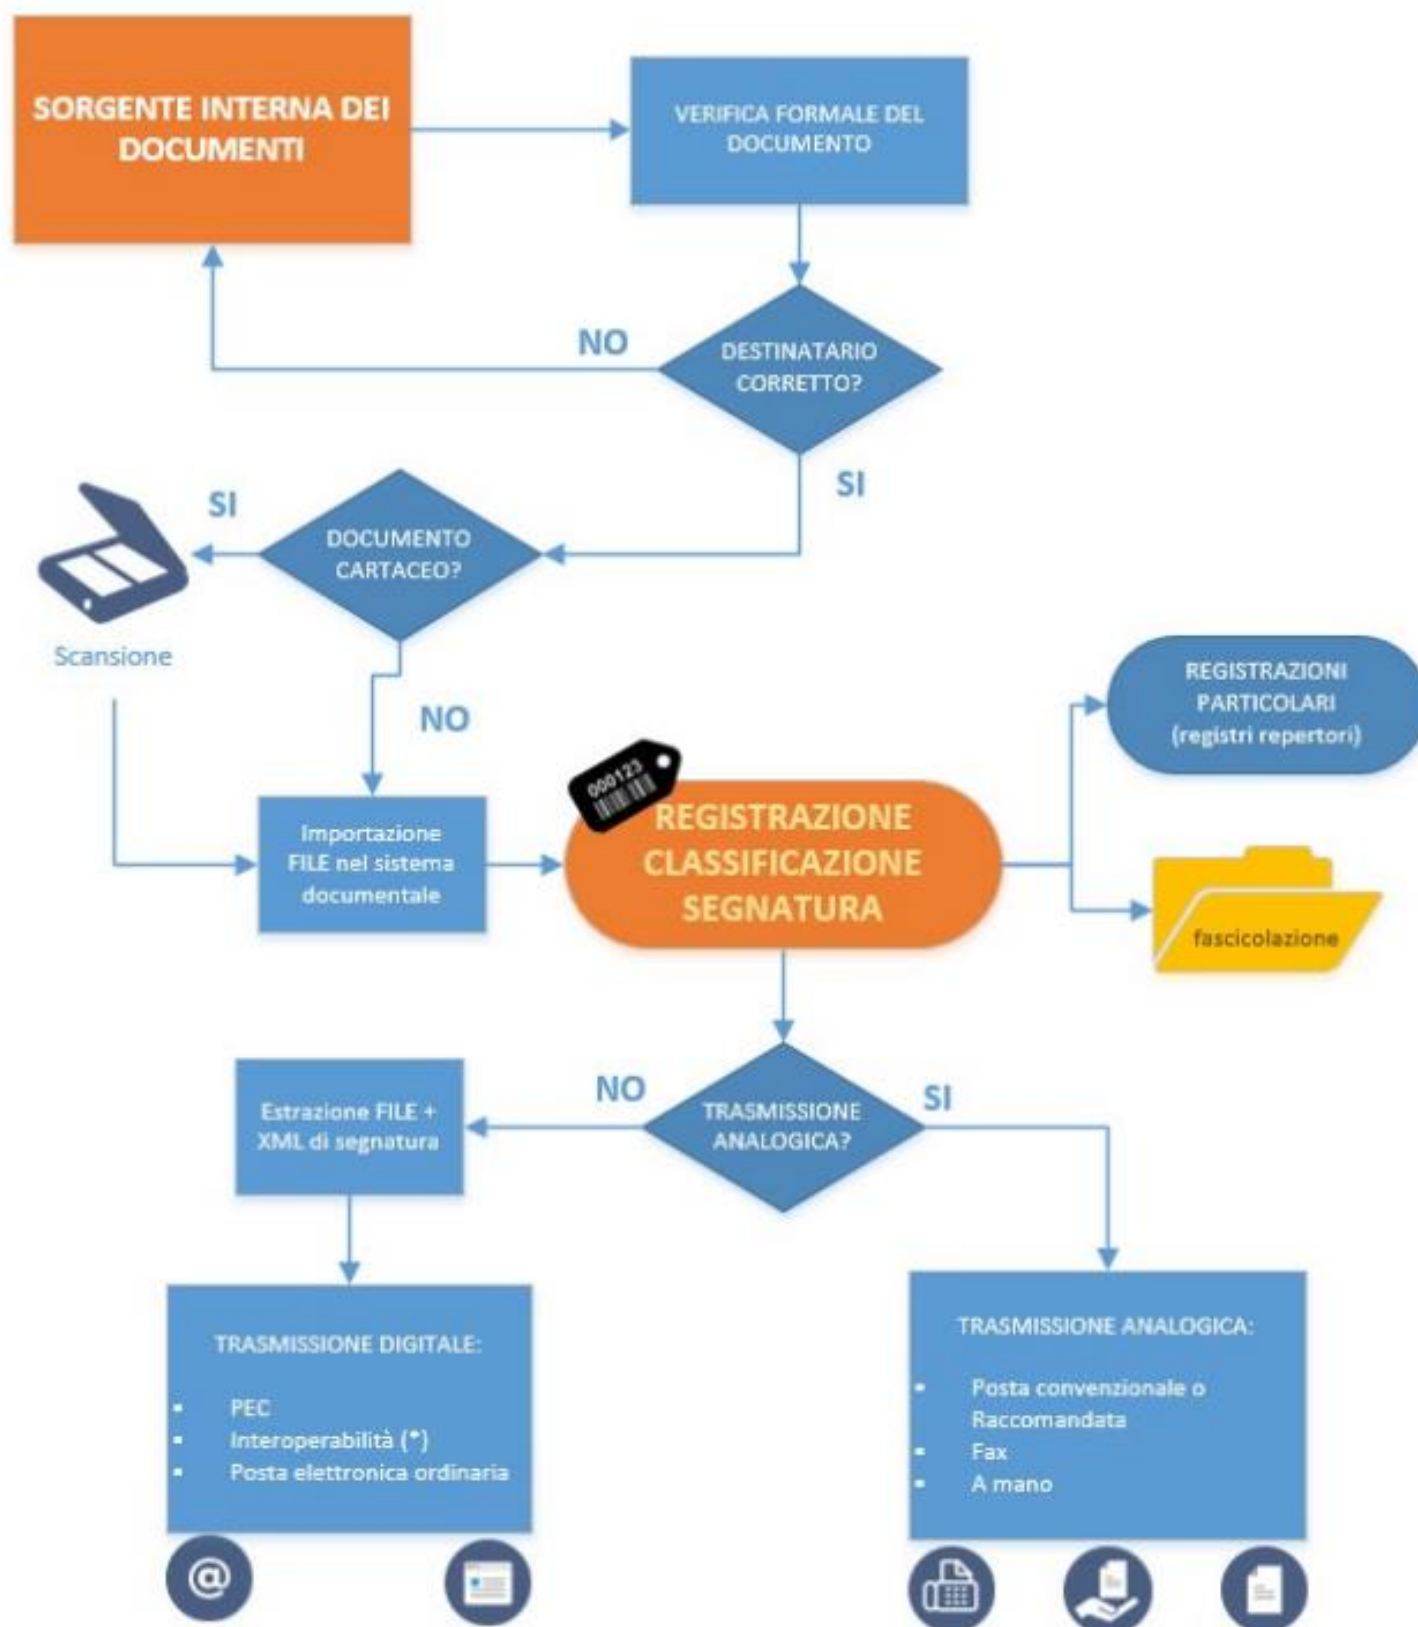 SORGENTE INTERNA DEI
DOCUMENTI
VERIFICA FORMALE DEL
DOCUMENTO
DESTINATARIO
CORRETTO?
NO
SI
DOCUMENTO
CARTACEO?
SI
Scansione
NO
Importazione
FILE nel sistema
documentale
000123
REGISTRAZIONE
CLASSIFICAZIONE
SEGNATURA
REGISTRAZIONI
PARTICOLARI
(registri repertori)
fascicolazione
TRASMISSIONE
ANALOGICA?
NO
SI
Estrazione FILE +
XML di segnatura
TRASMISSIONE DIGITALE:
▪ PEC
▪ Interoperabilità (*)
▪ Posta elettronica ordinaria
@
TRASMISSIONE ANALOGICA:
▪ Posta convenzionale o
Raccomandata
▪ Fax
▪ A mano